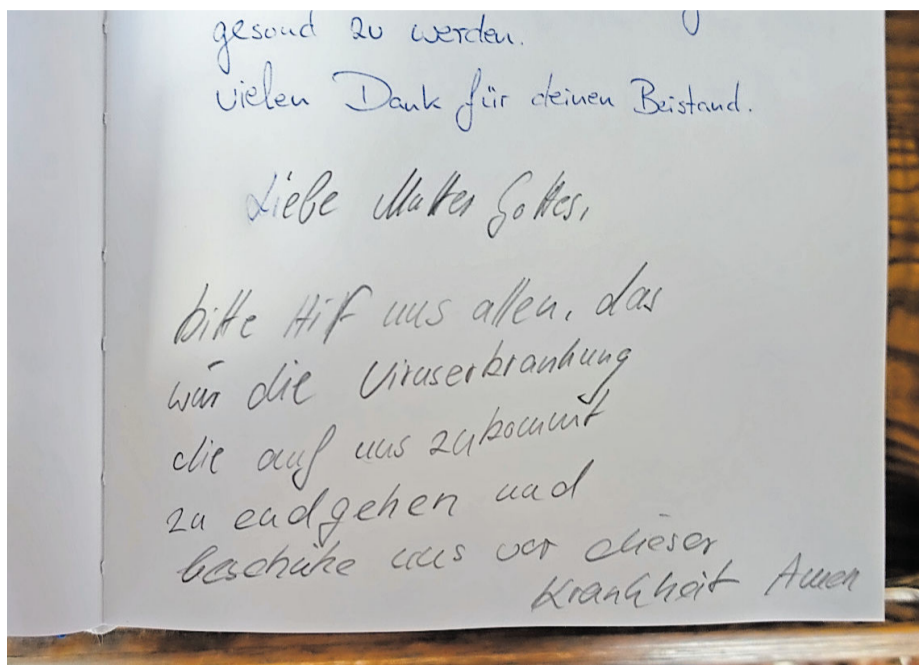 gesund zu werden.
vielen Dank für deinen Beistand.
Liebe Mutter Gottes,
bitte Hilf uns allen, das
wir die Viruserkrankung
die auf uns zukommt
zu endgehen und
beschütze uns vor dieser
Krankheit Amen